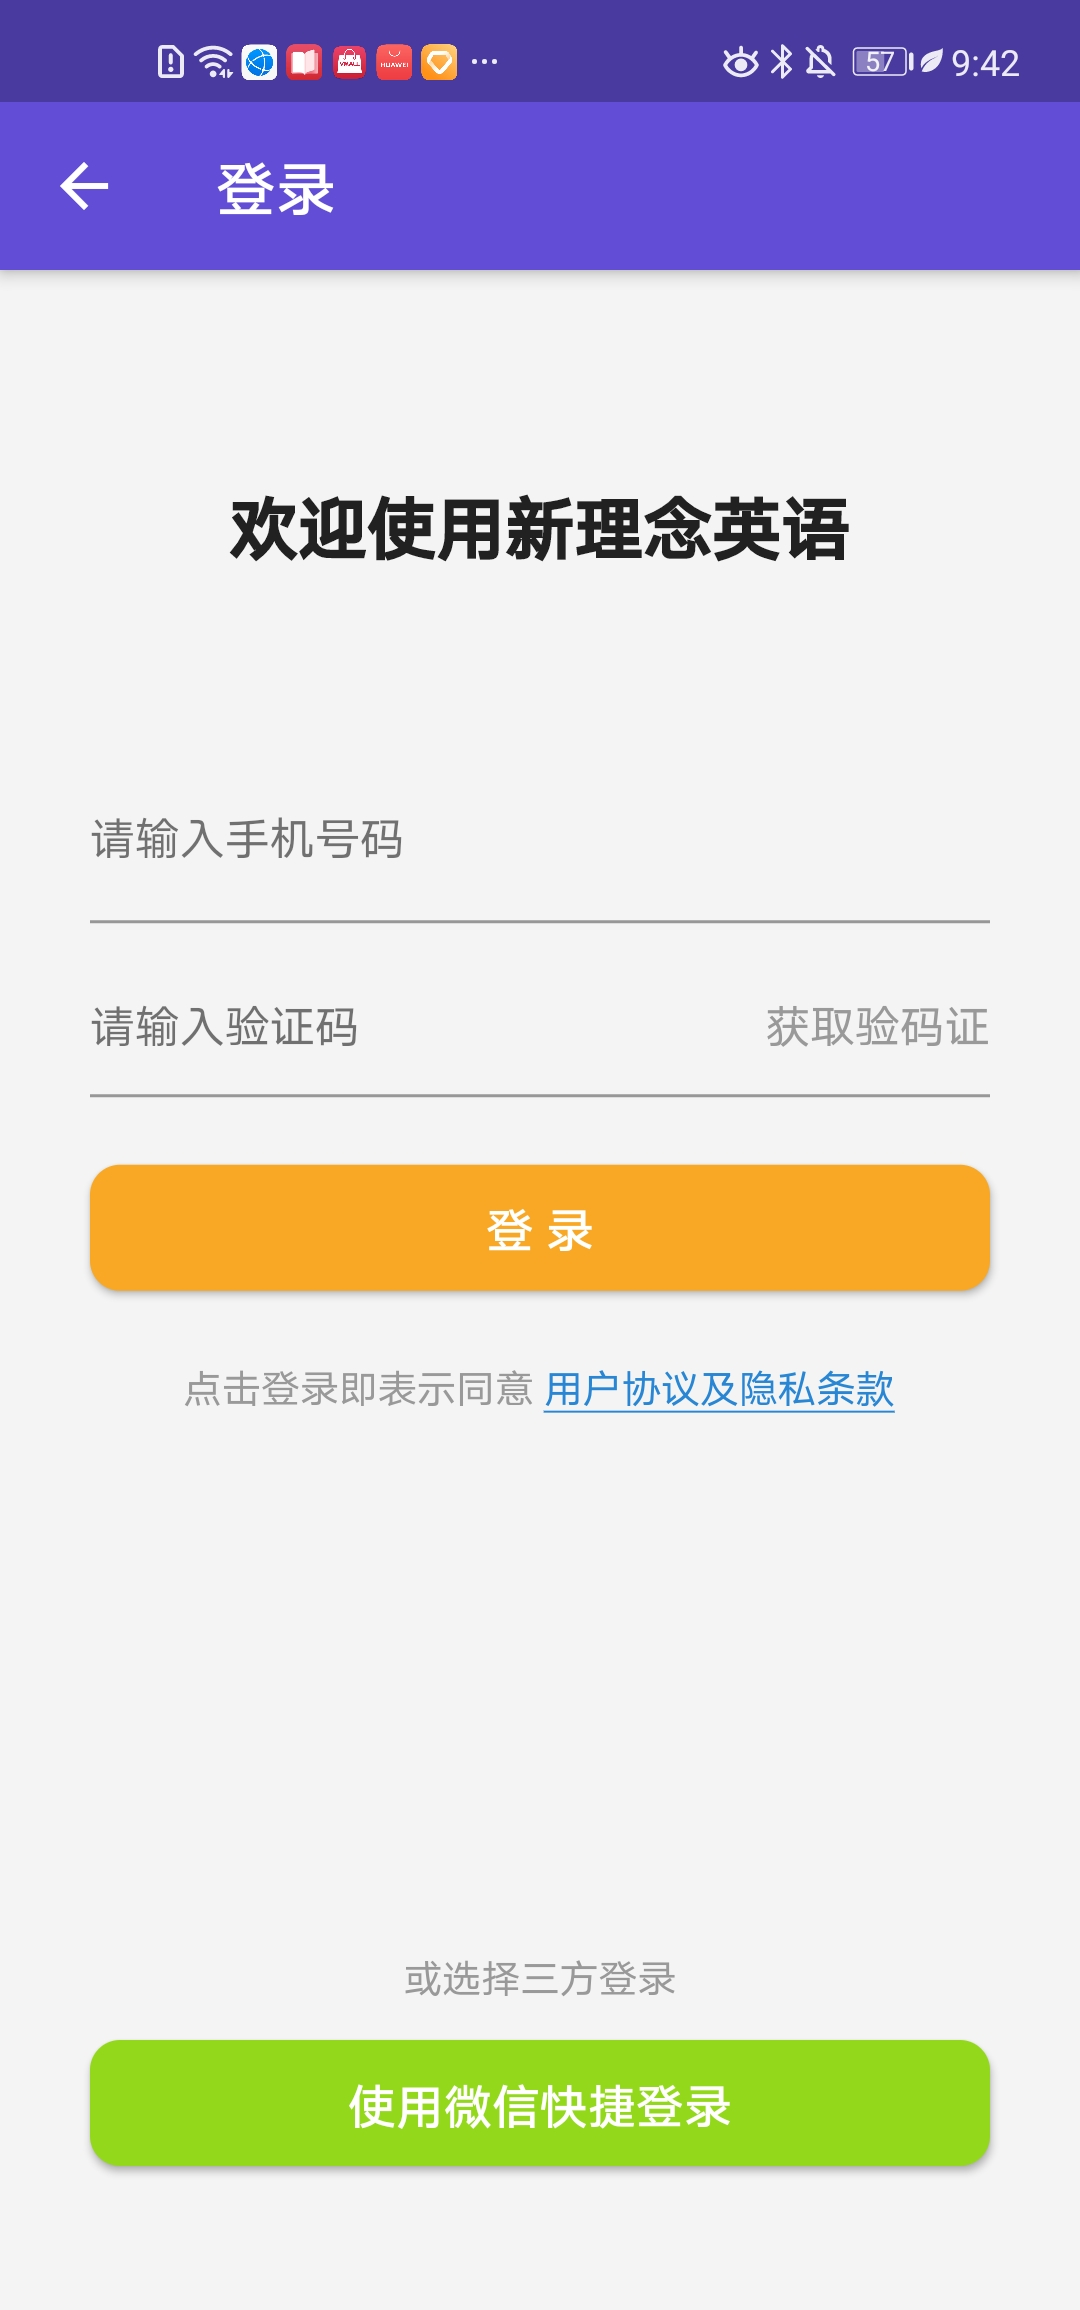 57 9:42
登录
欢迎使用新理念英语
请输入手机号码
请输入验证码 获取验码证
登 录
点击登录即表示同意 用户协议及隐私条款
或选择三方登录
使用微信快捷登录